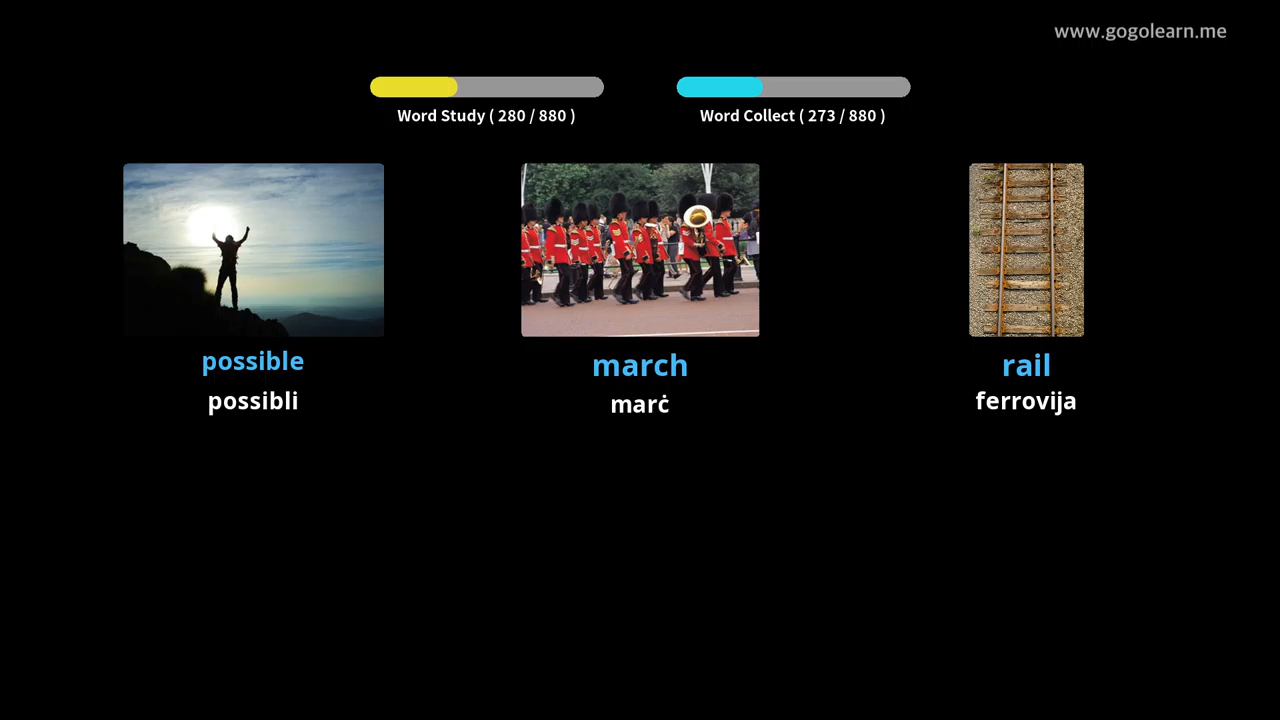 www.gogolearn.me
Word Study ( 280 / 880 )
Word Collect ( 273 / 880 )
possible
possibli
march
marċ
rail
ferrovija